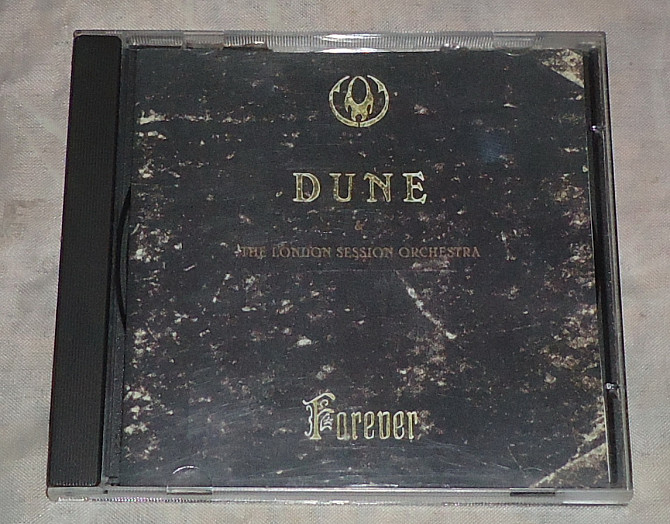 DUNE
&
THE LONDON SESSION ORCHESTRA
Forever